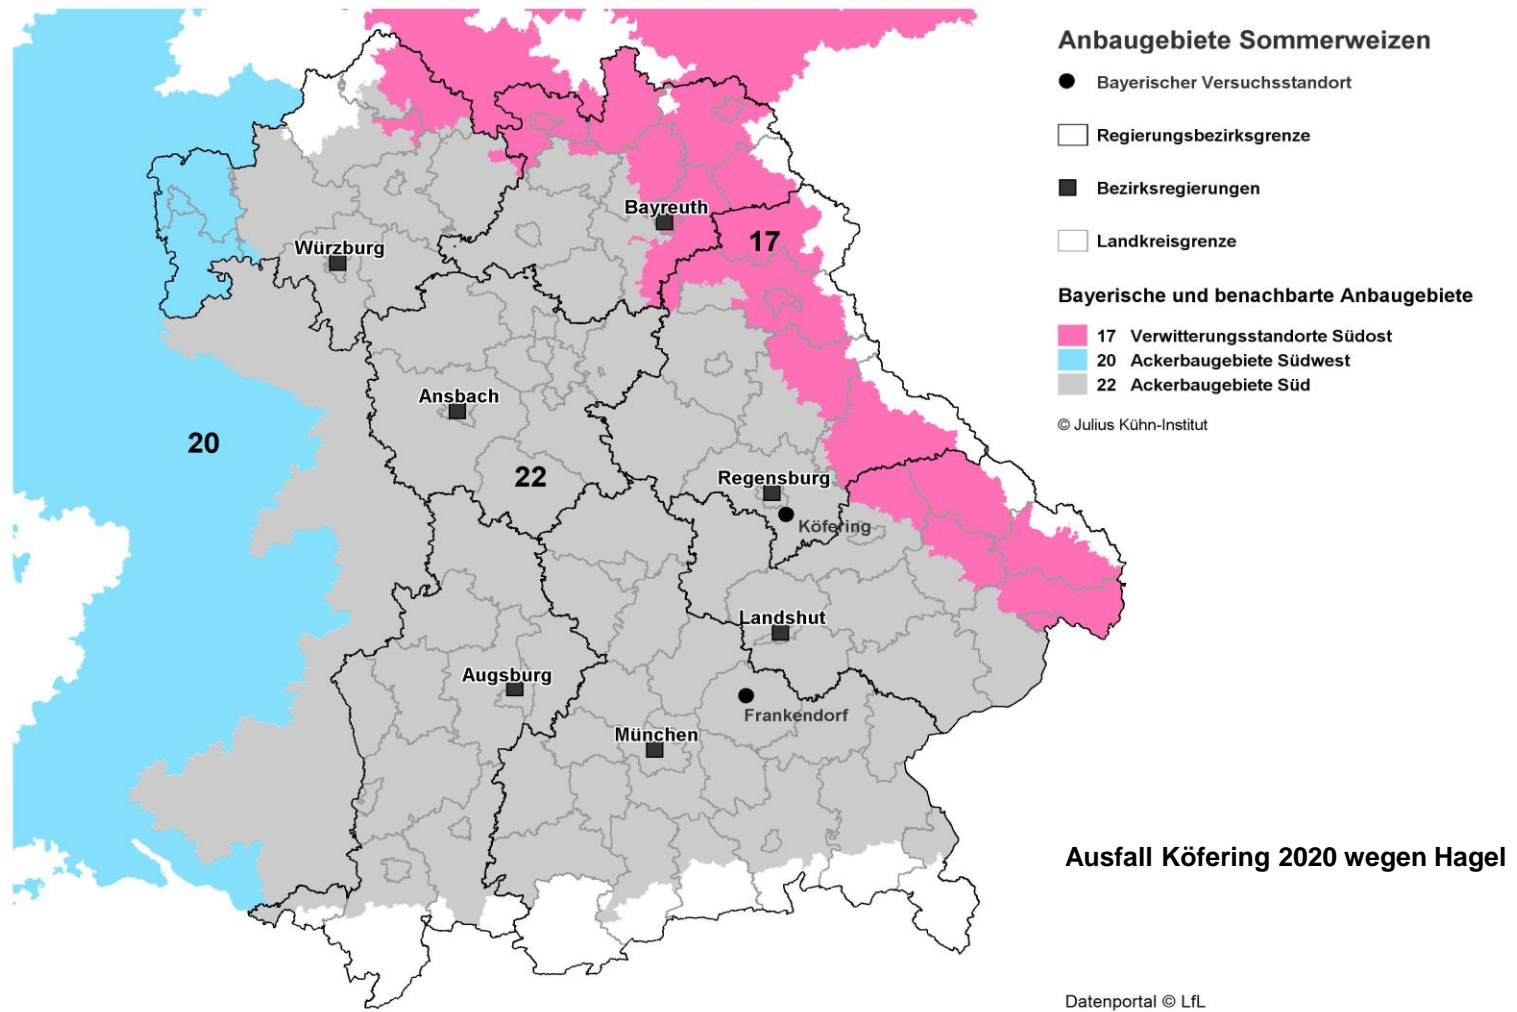 Anbaugebiete Sommerweizen
Bayerischer Versuchsstandort
Regierungsbezirksgrenze
Bezirksregierungen
Landkreisgrenze
Bayerische und benachbarte Anbaugebiete
17 Verwitterungsstandorte Südost
20 Ackerbaugebiete Südwest
22 Ackerbaugebiete Süd
© Julius Kühn-Institut
Bayreuth
17
Würzburg
Ansbach
20
22
Regensburg
Köfering
Landshut
Augsburg
Frankendorf
München
Ausfall Köfering 2020 wegen Hagel
Datenportal © LfL